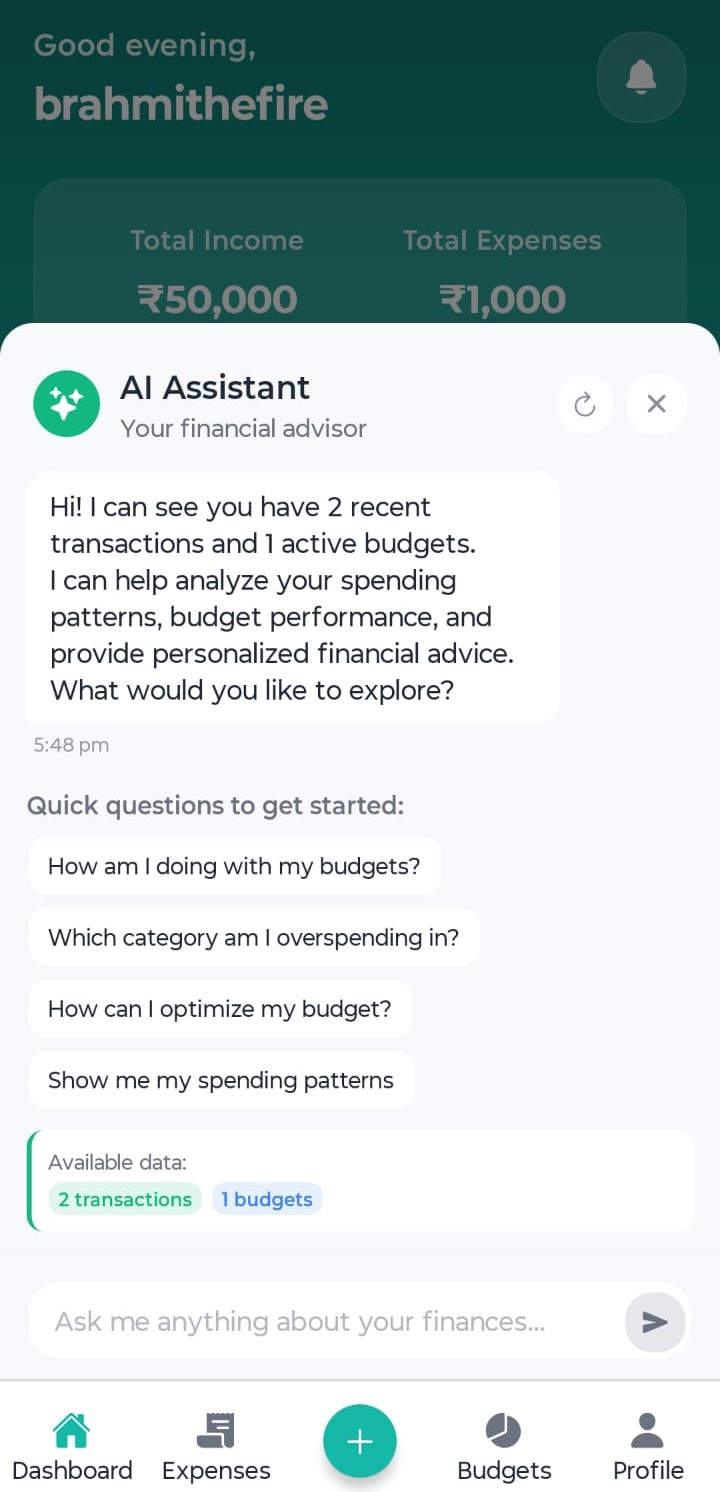 Good evening,
brahmithefire
Total Income
Total Expenses
₹50,000
₹1,000
AI Assistant
Your financial advisor
Hi! I can see you have 2 recent
transactions and 1 active budgets.
I can help analyze your spending
patterns, budget performance, and
provide personalized financial advice.
What would you like to explore?
5:48 pm
Quick questions to get started:
How am I doing with my budgets?
Which category am I overspending in?
How can I optimize my budget?
Show me my spending patterns
Available data:
2 transactions 1 budgets
Ask me anything about your finances...
Dashboard Expenses Budgets Profile